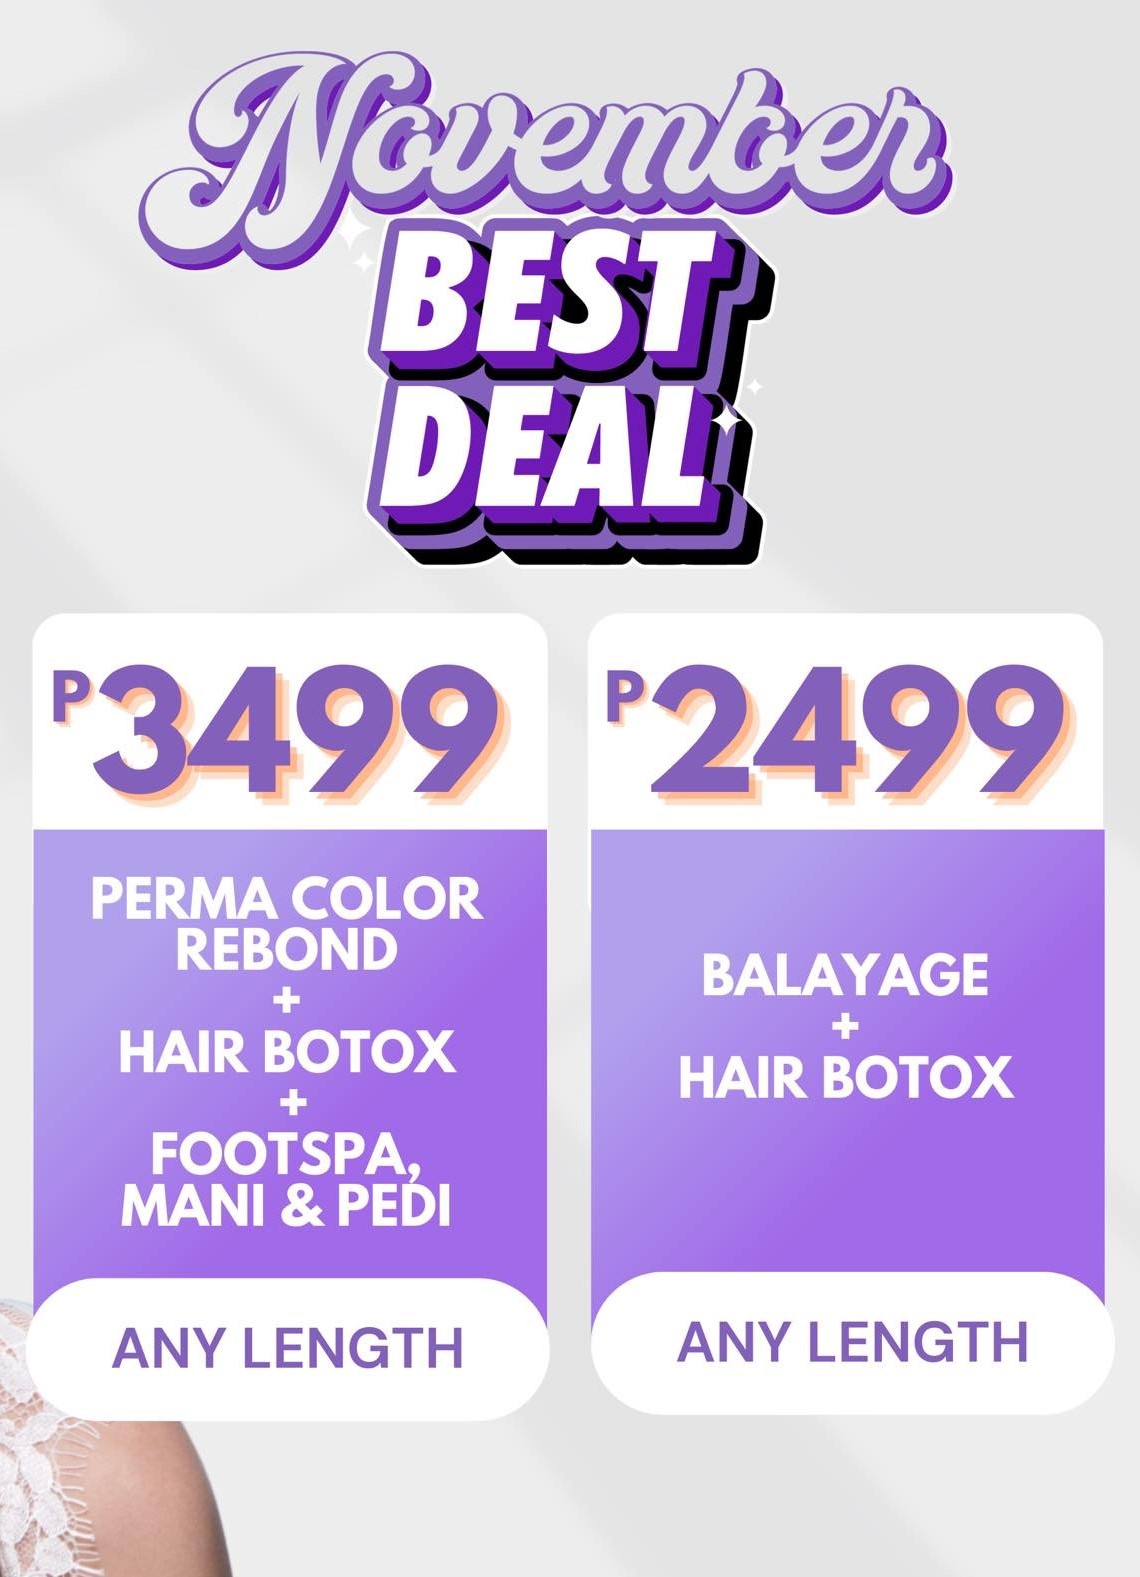 November
BEST
DEAL
P3499
PERMA COLOR
REBOND
+
HAIR BOTOX
+
FOOTSPA,
MANI & PEDI
ANY LENGTH
P2499
BALAYAGE
+
HAIR BOTOX
ANY LENGTH